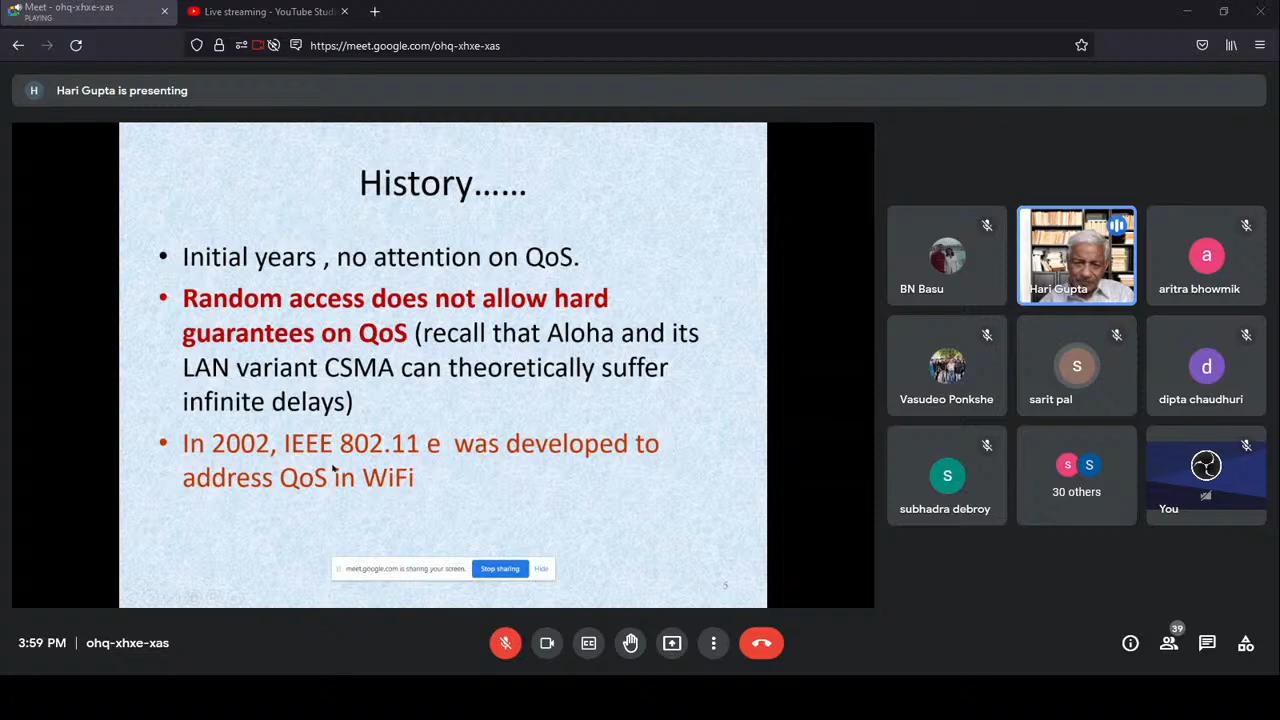 Meet - ohq-xhxe-xas
PLAYING
Live streaming - YouTube Stud
https://meet.google.com/ohq-xhxe-xas
H
Hari Gupta is presenting
History......
• Initial years , no attention on QoS.
• Random access does not allow hard
guarantees on QoS (recall that Aloha and its
LAN variant CSMA can theoretically suffer
infinite delays)
• In 2002, IEEE 802.11 e was developed to
address QoS in WiFi
meet.google.com is sharing your screen.
Stop sharing
Hide
5
BN Basu
Hari Gupta
a
aritra bhowmik
Vasudeo Ponkshe
s
sarit pal
d
dipta chaudhuri
s
subhadra debroy
s S
30 others
You
3:59 PM
ohq-xhxe-xas
39